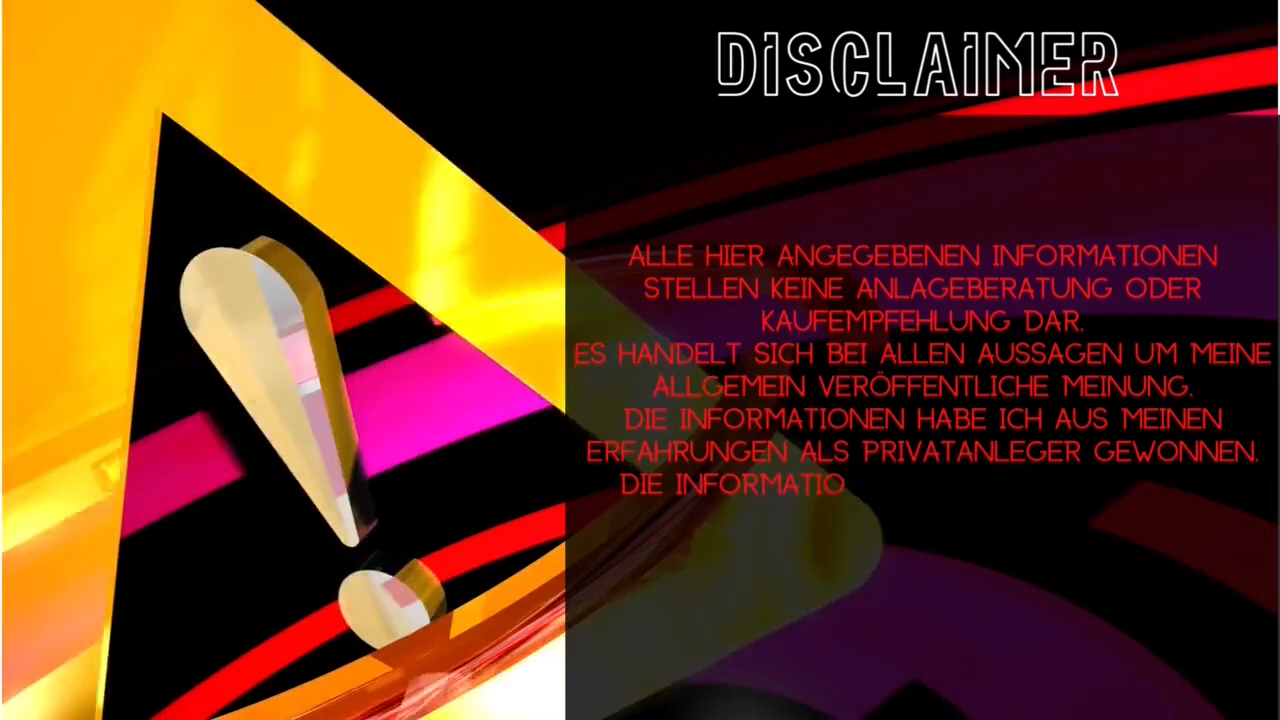 DISCLAIMER
ALLE HIER ANGEGEBENEN INFORMATIONEN
STELLEN KEINE ANLAGEBERATUNG ODER
KAUFEMPFEHLUNG DAR.
ES HANDELT SICH BEI ALLEN AUSSAGEN UM MEINE
ALLGEMEIN VERÖFFENTLICHE MEINUNG.
DIE INFORMATIONEN HABE ICH AUS MEINEN
ERFAHRUNGEN ALS PRIVATANLEGER GEWONNEN.
DIE INFORMATIO